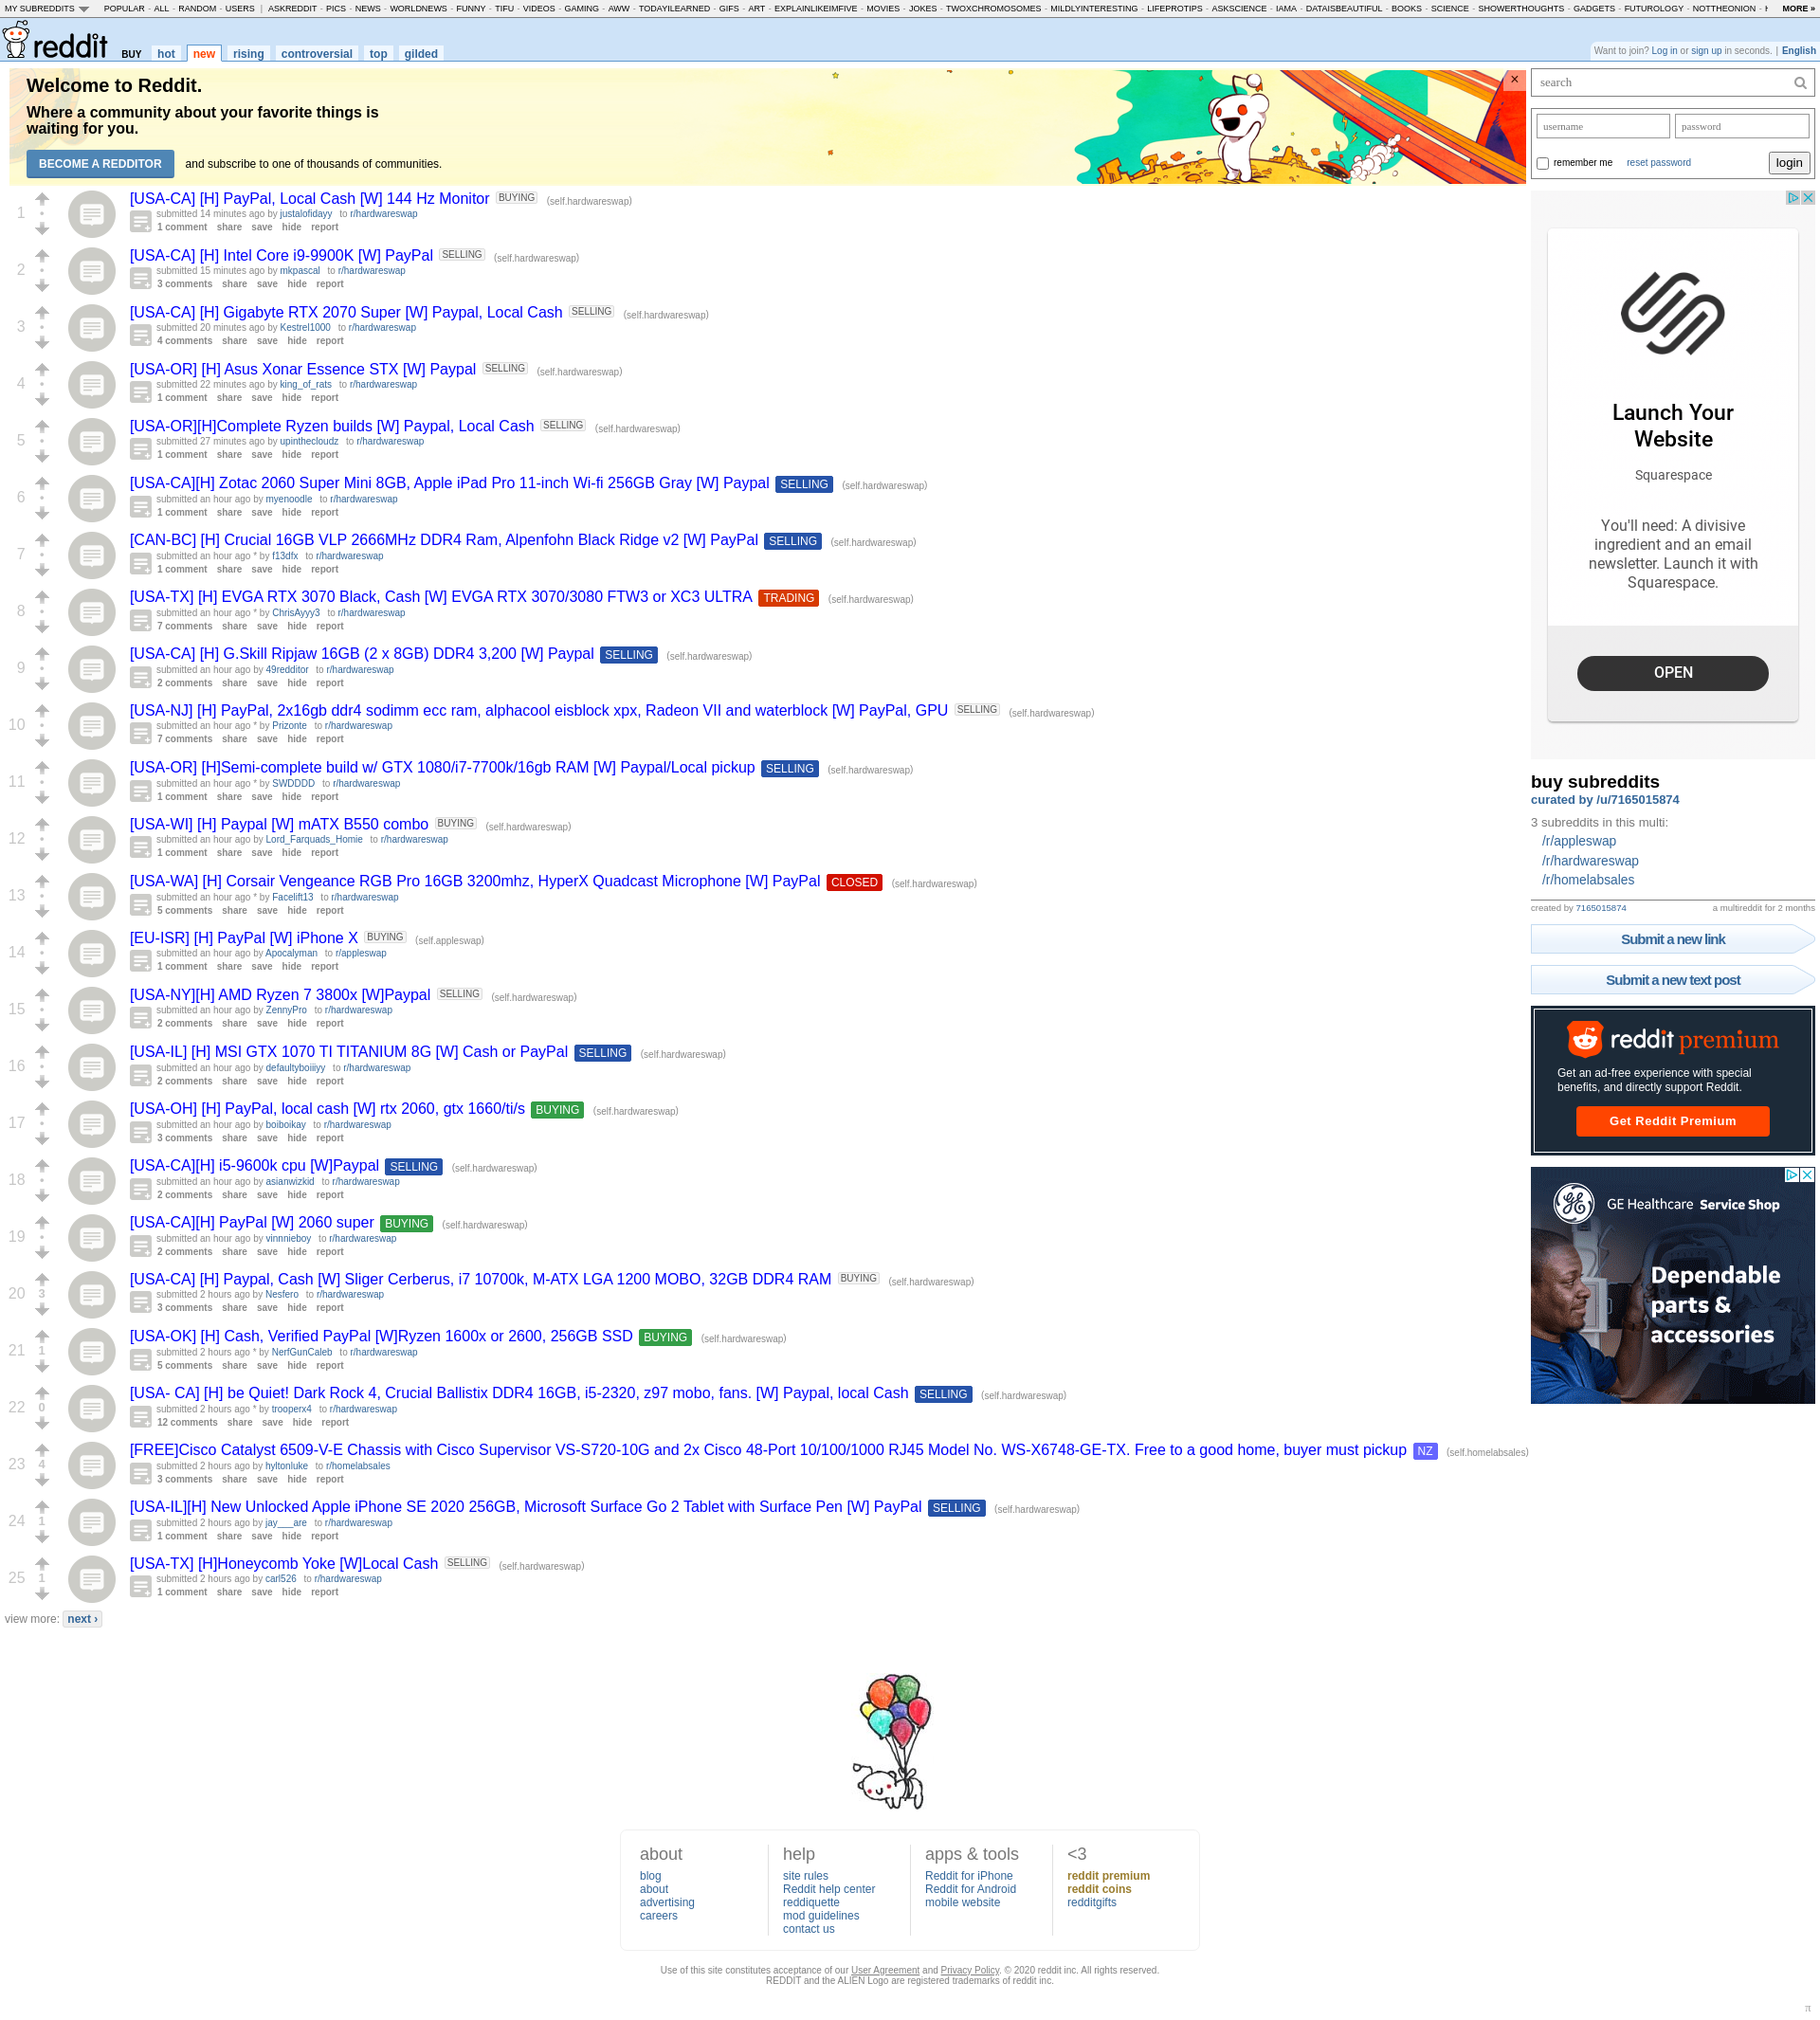 MY SUBREDDITS POPULAR - ALL - RANDOM - USERS | ASKREDDIT - PICS - NEWS - WORLDNEWS - FUNNY - TIFU - VIDEOS - GAMING - AWW - TODAYILEARNED - GIFS - ART - EXPLAINLIKEIMFIVE - MOVIES - JOKES - TWOXCHROMOSOMES - MILDLYINTERESTING - LIFEPROTIPS - ASKSCIENCE - IAMA - DATAISBEAUTIFUL - BOOKS - SCIENCE - SHOWERTHOUGHTS - GADGETS - FUTUROLOGY - NOTTHEONION - MORE »
reddit BUY hot new rising controversial top gilded
Want to join? Log in or sign up in seconds. | English
Welcome to Reddit.
Where a community about your favorite things is
waiting for you.
BECOME A REDDITOR and subscribe to one of thousands of communities.
×
search
username password
remember me reset password login
1 [USA-CA] [H] PayPal, Local Cash [W] 144 Hz Monitor BUYING (self.hardwareswap)
submitted 14 minutes ago by justalofidayy to r/hardwareswap
1 comment share save hide report
2 [USA-CA] [H] Intel Core i9-9900K [W] PayPal SELLING (self.hardwareswap)
submitted 15 minutes ago by mkpascal to r/hardwareswap
3 comments share save hide report
3 [USA-CA] [H] Gigabyte RTX 2070 Super [W] Paypal, Local Cash SELLING (self.hardwareswap)
submitted 20 minutes ago by Kestrel1000 to r/hardwareswap
4 comments share save hide report
4 [USA-OR] [H] Asus Xonar Essence STX [W] Paypal SELLING (self.hardwareswap)
submitted 22 minutes ago by king_of_rats to r/hardwareswap
1 comment share save hide report
5 [USA-OR][H]Complete Ryzen builds [W] Paypal, Local Cash SELLING (self.hardwareswap)
submitted 27 minutes ago by upinthecloudz to r/hardwareswap
1 comment share save hide report
6 [USA-CA][H] Zotac 2060 Super Mini 8GB, Apple iPad Pro 11-inch Wi-fi 256GB Gray [W] Paypal SELLING (self.hardwareswap)
submitted an hour ago by myenoodle to r/hardwareswap
1 comment share save hide report
7 [CAN-BC] [H] Crucial 16GB VLP 2666MHz DDR4 Ram, Alpenfohn Black Ridge v2 [W] PayPal SELLING (self.hardwareswap)
submitted an hour ago * by f13dfx to r/hardwareswap
1 comment share save hide report
8 [USA-TX] [H] EVGA RTX 3070 Black, Cash [W] EVGA RTX 3070/3080 FTW3 or XC3 ULTRA TRADING (self.hardwareswap)
submitted an hour ago * by ChrisAyyy3 to r/hardwareswap
7 comments share save hide report
9 [USA-CA] [H] G.Skill Ripjaw 16GB (2 x 8GB) DDR4 3,200 [W] Paypal SELLING (self.hardwareswap)
submitted an hour ago by 49redditor to r/hardwareswap
2 comments share save hide report
10 [USA-NJ] [H] PayPal, 2x16gb ddr4 sodimm ecc ram, alphacool eisblock xpx, Radeon VII and waterblock [W] PayPal, GPU SELLING (self.hardwareswap)
submitted an hour ago * by Prizonte to r/hardwareswap
7 comments share save hide report
11 [USA-OR] [H]Semi-complete build w/ GTX 1080/i7-7700k/16gb RAM [W] Paypal/Local pickup SELLING (self.hardwareswap)
submitted an hour ago * by SWDDDD to r/hardwareswap
1 comment share save hide report
12 [USA-WI] [H] Paypal [W] mATX B550 combo BUYING (self.hardwareswap)
submitted an hour ago by Lord_Farquads_Homie to r/hardwareswap
1 comment share save hide report
13 [USA-WA] [H] Corsair Vengeance RGB Pro 16GB 3200mhz, HyperX Quadcast Microphone [W] PayPal CLOSED (self.hardwareswap)
submitted an hour ago * by Facelift13 to r/hardwareswap
5 comments share save hide report
14 [EU-ISR] [H] PayPal [W] iPhone X BUYING (self.appleswap)
submitted an hour ago by Apocalyman to r/appleswap
1 comment share save hide report
15 [USA-NY][H] AMD Ryzen 7 3800x [W]Paypal SELLING (self.hardwareswap)
submitted an hour ago by ZennyPro to r/hardwareswap
2 comments share save hide report
16 [USA-IL] [H] MSI GTX 1070 TI TITANIUM 8G [W] Cash or PayPal SELLING (self.hardwareswap)
submitted an hour ago by defaultyboiiiyy to r/hardwareswap
2 comments share save hide report
17 [USA-OH] [H] PayPal, local cash [W] rtx 2060, gtx 1660/ti/s BUYING (self.hardwareswap)
submitted an hour ago by boiboikay to r/hardwareswap
3 comments share save hide report
18 [USA-CA][H] i5-9600k cpu [W]Paypal SELLING (self.hardwareswap)
submitted an hour ago by asianwizkid to r/hardwareswap
2 comments share save hide report
19 [USA-CA][H] PayPal [W] 2060 super BUYING (self.hardwareswap)
submitted an hour ago by vinnnieboy to r/hardwareswap
2 comments share save hide report
20 3 [USA-CA] [H] Paypal, Cash [W] Sliger Cerberus, i7 10700k, M-ATX LGA 1200 MOBO, 32GB DDR4 RAM BUYING (self.hardwareswap)
submitted 2 hours ago by Nesfero to r/hardwareswap
3 comments share save hide report
21 1 [USA-OK] [H] Cash, Verified PayPal [W]Ryzen 1600x or 2600, 256GB SSD BUYING (self.hardwareswap)
submitted 2 hours ago * by NerfGunCaleb to r/hardwareswap
5 comments share save hide report
22 0 [USA- CA] [H] be Quiet! Dark Rock 4, Crucial Ballistix DDR4 16GB, i5-2320, z97 mobo, fans. [W] Paypal, local Cash SELLING (self.hardwareswap)
submitted 2 hours ago * by trooperx4 to r/hardwareswap
12 comments share save hide report
23 4 [FREE]Cisco Catalyst 6509-V-E Chassis with Cisco Supervisor VS-S720-10G and 2x Cisco 48-Port 10/100/1000 RJ45 Model No. WS-X6748-GE-TX. Free to a good home, buyer must pickup NZ (self.homelabsales)
submitted 2 hours ago by hyltonluke to r/homelabsales
3 comments share save hide report
24 1 [USA-IL][H] New Unlocked Apple iPhone SE 2020 256GB, Microsoft Surface Go 2 Tablet with Surface Pen [W] PayPal SELLING (self.hardwareswap)
submitted 2 hours ago by jay___are to r/hardwareswap
1 comment share save hide report
25 1 [USA-TX] [H]Honeycomb Yoke [W]Local Cash SELLING (self.hardwareswap)
submitted 2 hours ago by carl526 to r/hardwareswap
1 comment share save hide report
view more: next ›
Launch Your
Website
Squarespace
You'll need: A divisive
ingredient and an email
newsletter. Launch it with
Squarespace.
OPEN
buy subreddits
curated by /u/7165015874
3 subreddits in this multi:
/r/appleswap
/r/hardwareswap
/r/homelabsales
created by 7165015874 a multireddit for 2 months
Submit a new link
Submit a new text post
reddit premium
Get an ad-free experience with special
benefits, and directly support Reddit.
Get Reddit Premium
GE Healthcare Service Shop
Dependable
parts &
accessories
about help apps & tools <3
blog site rules Reddit for iPhone reddit premium
about Reddit help center Reddit for Android reddit coins
advertising reddiquette mobile website redditgifts
careers mod guidelines
contact us
Use of this site constitutes acceptance of our User Agreement and Privacy Policy. © 2020 reddit inc. All rights reserved.
REDDIT and the ALIEN Logo are registered trademarks of reddit inc.
π